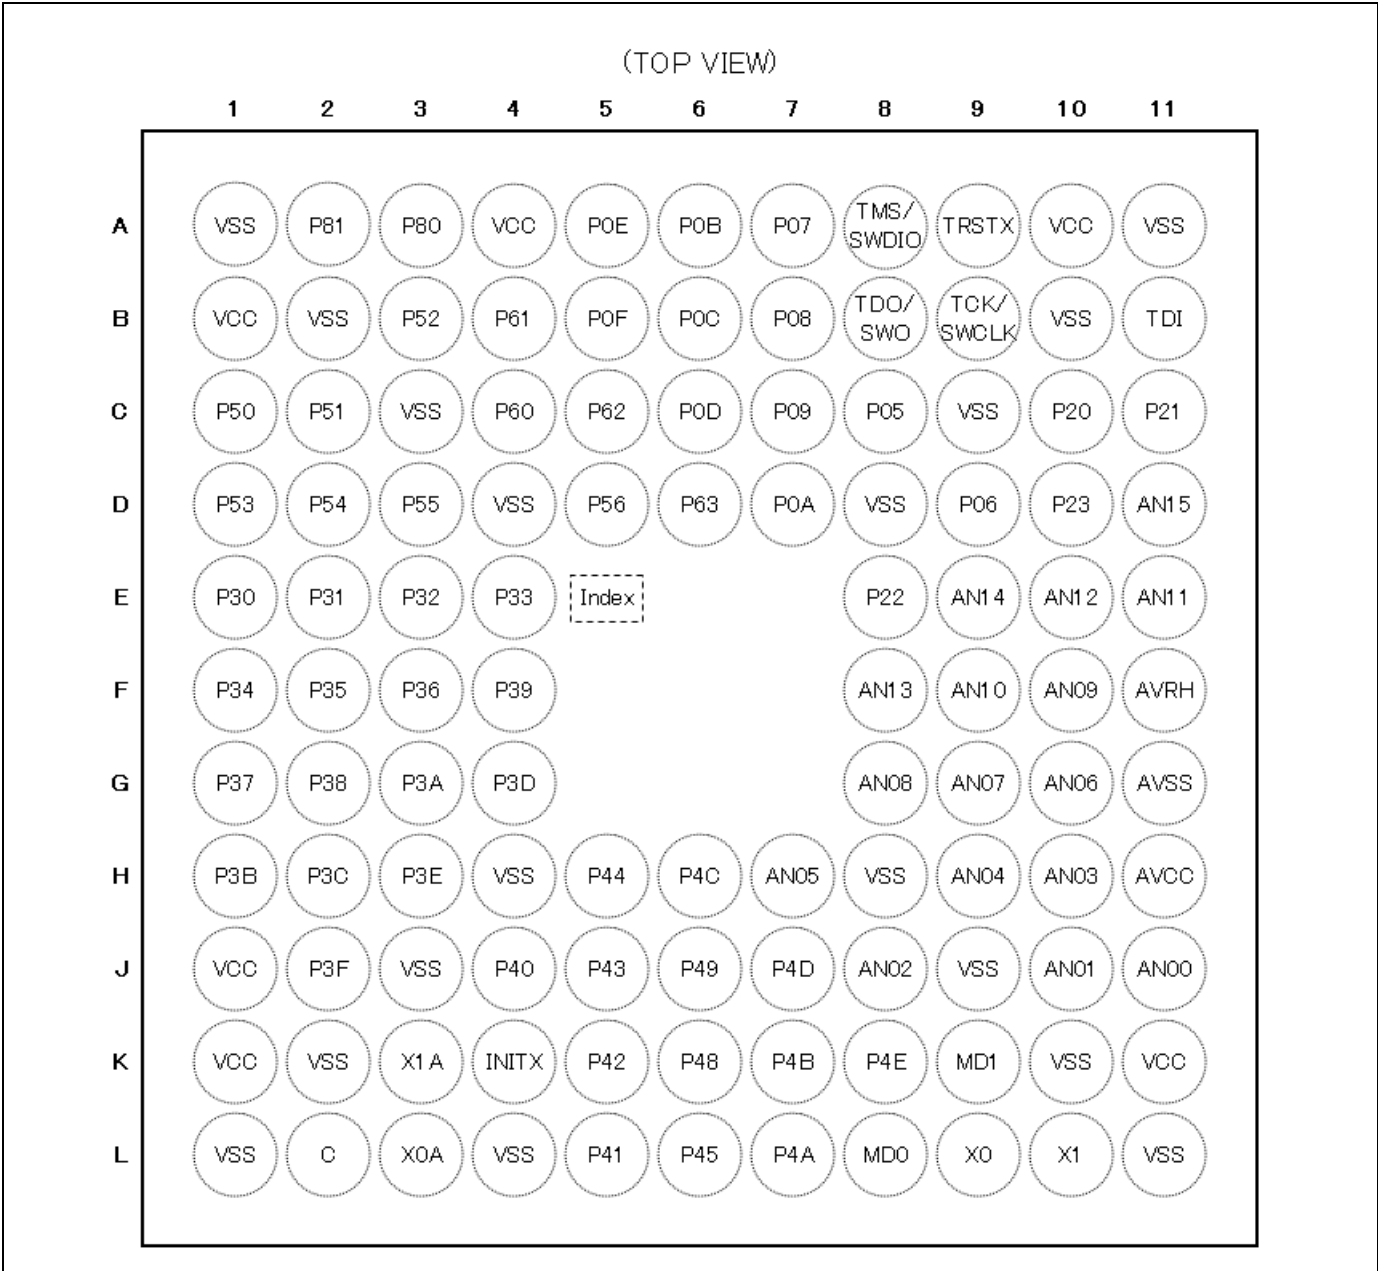 (TOP VIEW)
1 2 3 4 5 6 7 8 9 10 11
A VSS P81 P80 VCC P0E P0B P07 TMS/ SWDIO TRSTX VCC VSS
B VCC VSS P52 P61 P0F P0C P08 TDO/ SWO TCK/ SWCLK VSS TDI
C P50 P51 VSS P60 P62 P0D P09 P05 VSS P20 P21
D P53 P54 P55 VSS P56 P63 P0A VSS P06 P23 AN15
E P30 P31 P32 P33 Index P22 AN14 AN12 AN11
F P34 P35 P36 P39 AN13 AN10 AN09 AVRH
G P37 P38 P3A P3D AN08 AN07 AN06 AVSS
H P3B P3C P3E VSS P44 P4C AN05 VSS AN04 AN03 AVCC
J VCC P3F VSS P40 P43 P49 P4D AN02 VSS AN01 AN00
K VCC VSS X1A INITX P42 P48 P4B P4E MD1 VSS VCC
L VSS C X0A VSS P41 P45 P4A MD0 X0 X1 VSS